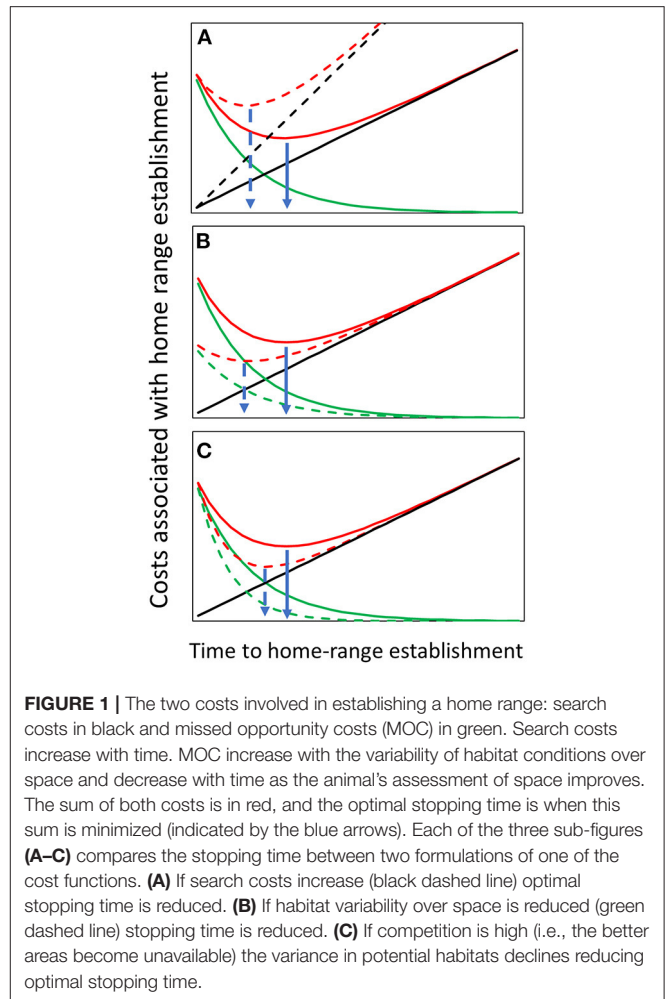 A
B
C
Costs associated with home range establishment
Time to home-range establishment
FIGURE 1 | The two costs involved in establishing a home range: search
costs in black and missed opportunity costs (MOC) in green. Search costs
increase with time. MOC increase with the variability of habitat conditions over
space and decrease with time as the animal's assessment of space improves.
The sum of both costs is in red, and the optimal stopping time is when this
sum is minimized (indicated by the blue arrows). Each of the three sub-figures
(A–C) compares the stopping time between two formulations of one of the
cost functions. (A) If search costs increase (black dashed line) optimal
stopping time is reduced. (B) If habitat variability over space is reduced (green
dashed line) stopping time is reduced. (C) If competition is high (i.e., the better
areas become unavailable) the variance in potential habitats declines reducing
optimal stopping time.